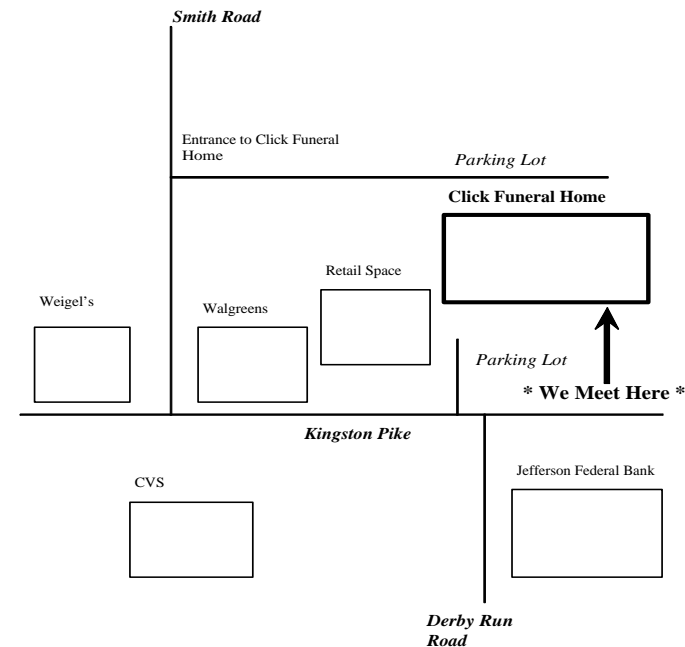 Smith Road
Entrance to Click Funeral
Home
Parking Lot
Click Funeral Home
Retail Space
Weigel's
Walgreens
Parking Lot
* We Meet Here *
Kingston Pike
Jefferson Federal Bank
CVS
Derby Run
Road